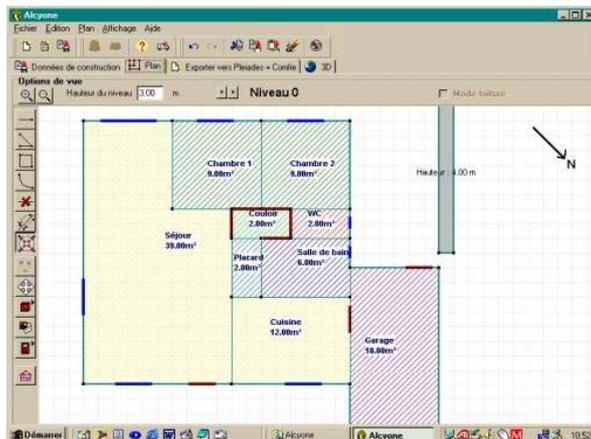 Alcyone
Fichier Edition Plan Affichage Aide
Données de construction Plan Exporter vers Pleiades + Comfie 3D
Options de vue
Hauteur du niveau 3.00 m Niveau 0 Mode toiture
N
Hauteur : 4.00 m
Chambre 1
9.00m²
Chambre 2
9.00m²
Couloir
2.00m²
WC
2.00m²
Séjour
39.00m²
Placard
2.00m²
Salle de bain
6.00m²
Cuisine
12.00m²
Garage
18.00m²
Démarrer Alcyone Alcyone 18:52